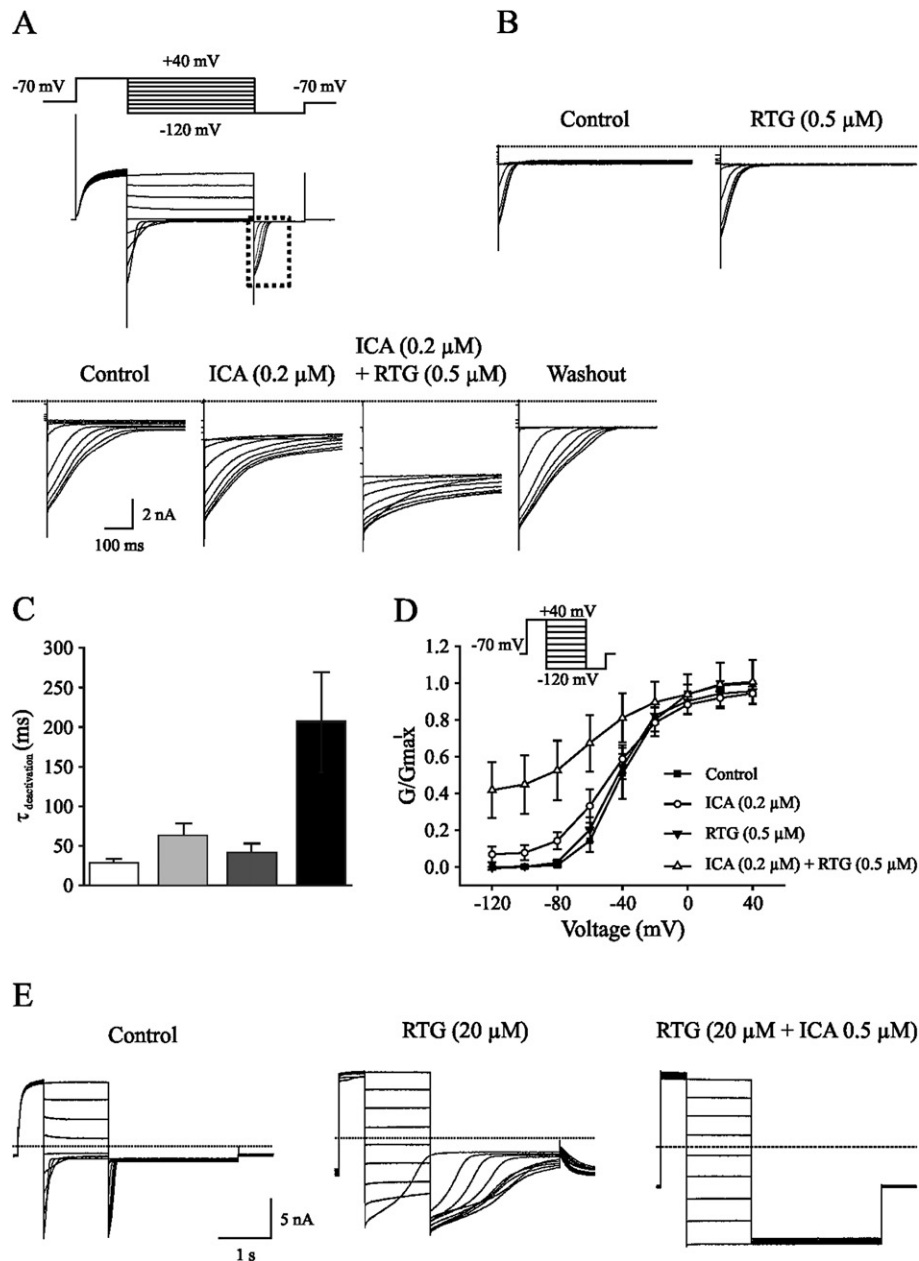 A
+40 mV
-70 mV
-70 mV
-120 mV
B
Control
RTG (0.5 µM)
Control
ICA (0.2 µM)
ICA (0.2 µM)
+ RTG (0.5 µM)
Washout
2 nA
100 ms
C
300
250
200
150
100
50
0
τ deactivation (ms)
D
+40 mV
-70 mV
-120 mV
1.2
1.0
0.8
0.6
0.4
0.2
0.0
G/Gmax
Control
ICA (0.2 µM)
RTG (0.5 µM)
ICA (0.2 µM) + RTG (0.5 µM)
-120
-80
-40
0
40
Voltage (mV)
E
Control
RTG (20 µM)
RTG (20 µM + ICA 0.5 µM)
5 nA
1 s